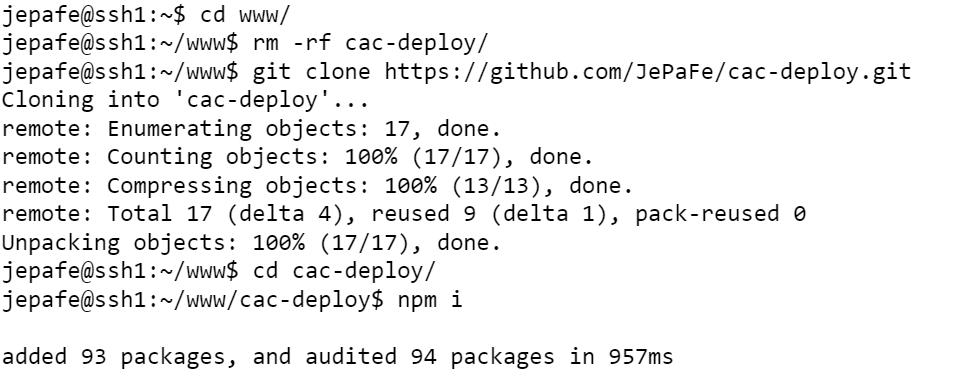 jepafe@ssh1:~$ cd www/
jepafe@ssh1:~/www$ rm -rf cac-deploy/
jepafe@ssh1:~/www$ git clone https://github.com/JePaFe/cac-deploy.git
Cloning into 'cac-deploy'...
remote: Enumerating objects: 17, done.
remote: Counting objects: 100% (17/17), done.
remote: Compressing objects: 100% (13/13), done.
remote: Total 17 (delta 4), reused 9 (delta 1), pack-reused 0
Unpacking objects: 100% (17/17), done.
jepafe@ssh1:~/www$ cd cac-deploy/
jepafe@ssh1:~/www/cac-deploy$ npm i
added 93 packages, and audited 94 packages in 957ms